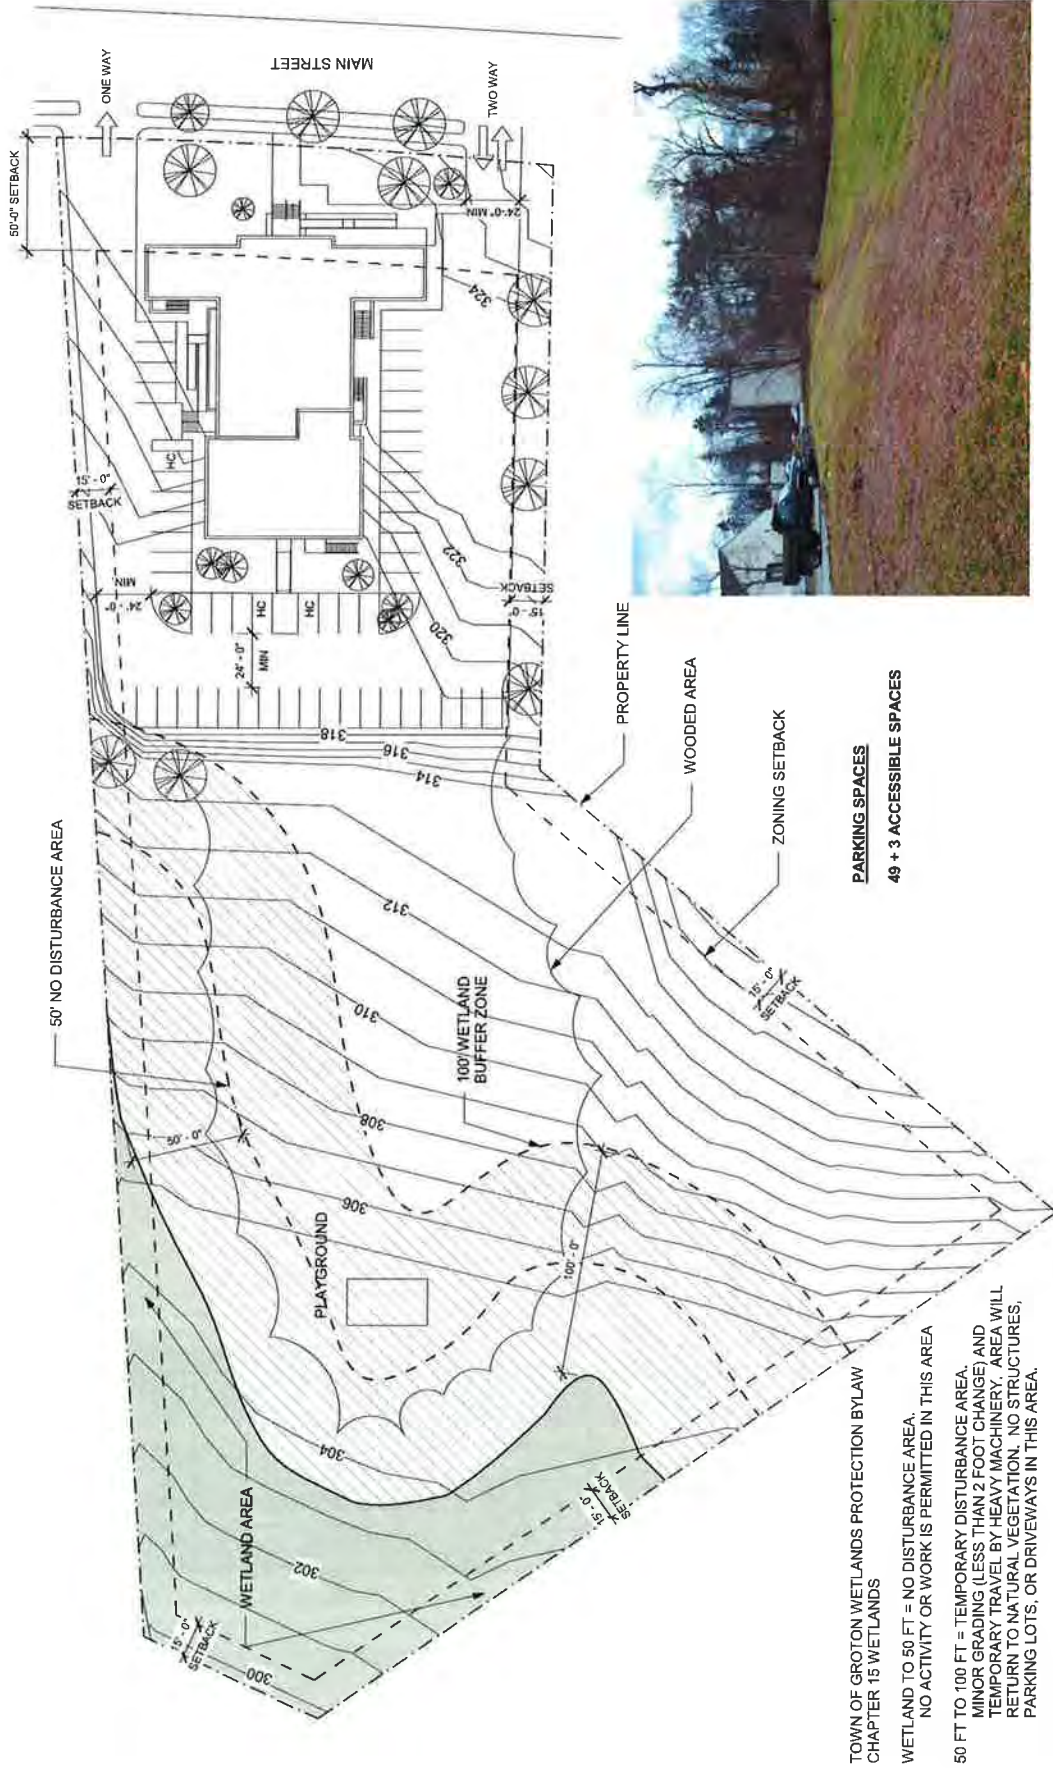 MAIN STREET
ONE WAY
TWO WAY
50'-0" SETBACK
24'-0" MIN
324
15'-0"
SETBACK
HC
24'-0"
MIN
HC
HC
24'-0"
MIN
322
320
15'-0"
SETBACK
318
316
314
50' NO DISTURBANCE AREA
PROPERTY LINE
WOODED AREA
ZONING SETBACK
312
310
308
306
304
302
300
100' WETLAND
BUFFER ZONE
50'-0"
100'-0"
15'-0"
SETBACK
PLAYGROUND
WETLAND AREA
15'-0"
SETBACK
15'-0"
SETBACK
PARKING SPACES
49 + 3 ACCESSIBLE SPACES
TOWN OF GROTON WETLANDS PROTECTION BYLAW
CHAPTER 15 WETLANDS
WETLAND TO 50 FT = NO DISTURBANCE AREA.
NO ACTIVITY OR WORK IS PERMITTED IN THIS AREA
50 FT TO 100 FT = TEMPORARY DISTURBANCE AREA.
MINOR GRADING (LESS THAN 2 FOOT CHANGE) AND
TEMPORARY TRAVEL BY HEAVY MACHINERY. AREA WILL
RETURN TO NATURAL VEGETATION. NO STRUCTURES,
PARKING LOTS, OR DRIVEWAYS IN THIS AREA.